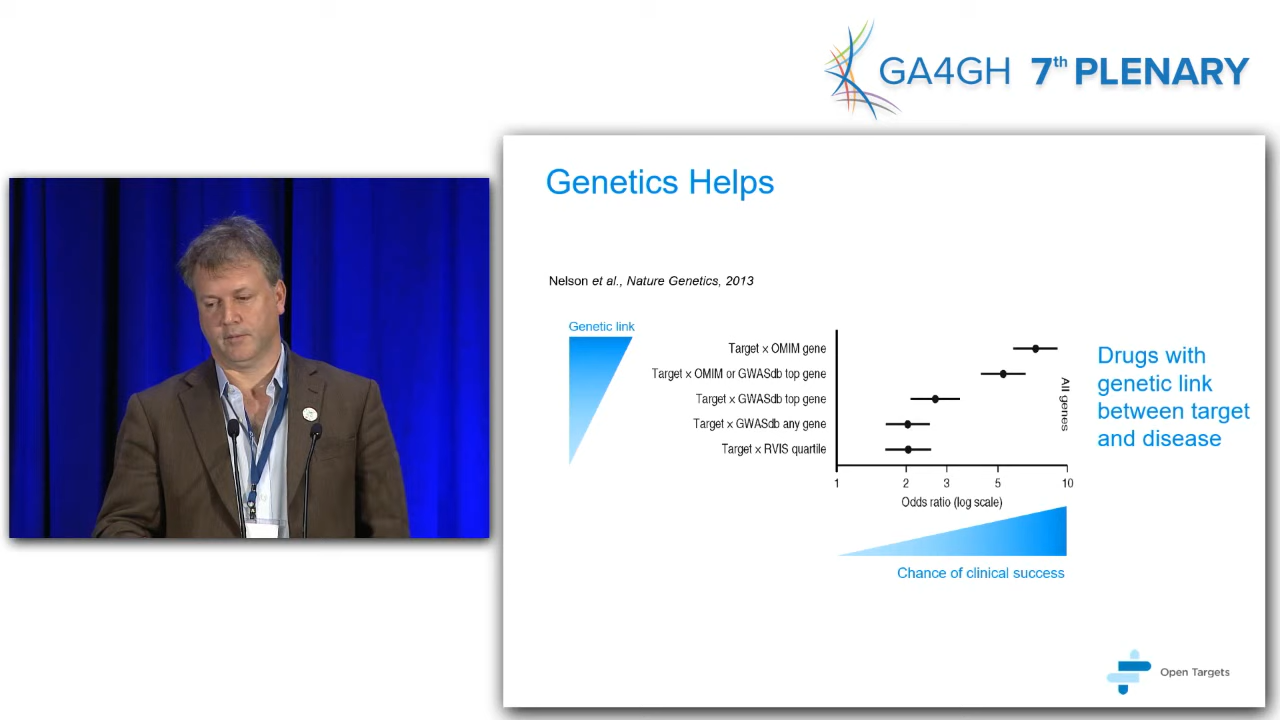 GA4GH 7th PLENARY
Genetics Helps
Nelson et al., Nature Genetics, 2013
Genetic link
Target x OMIM gene
Target x OMIM or GWASdb top gene
Target x GWASdb top gene
Target x GWASdb any gene
Target x RVIS quartile
All genes
1 2 3 5 10
Odds ratio (log scale)
Chance of clinical success
Drugs with
genetic link
between target
and disease
Open Targets